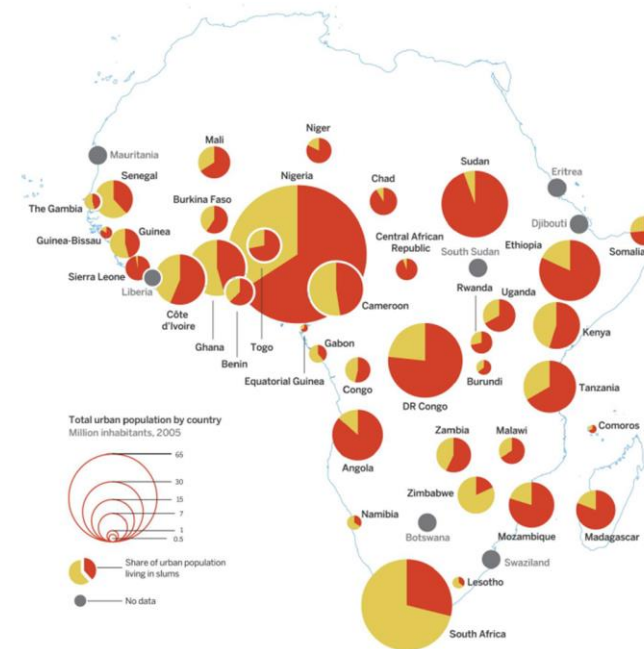 Mauritania
Senegal
The Gambia
Guinea-Bissau
Guinea
Sierra Leone
Liberia
Mali
Burkina Faso
Niger
Nigeria
Chad
Sudan
Eritrea
Djibouti
Ethiopia
Somalia
Central African
Republic
South Sudan
Rwanda
Uganda
Kenya
Cameroon
Côte
d'Ivoire
Ghana
Benin
Togo
Equatorial Guinea
Gabon
Congo
DR Congo
Burundi
Tanzania
Angola
Zambia
Malawi
Comoros
Zimbabwe
Namibia
Botswana
Mozambique
Madagascar
Swaziland
Lesotho
South Africa
Total urban population by country
Million inhabitants, 2005
65
30
15
7
1
0.5
Share of urban population
living in slums
No data